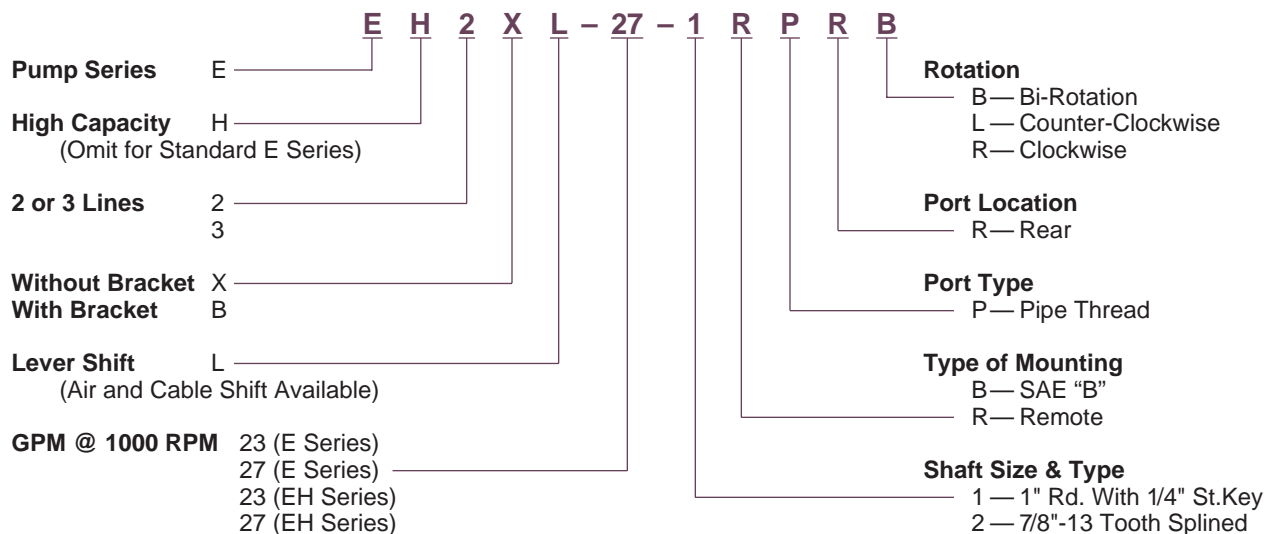 E H 2 X L – 27 – 1 R P R B
Pump Series E
High Capacity H
(Omit for Standard E Series)
2 or 3 Lines 2
3
Without Bracket X
With Bracket B
Lever Shift L
(Air and Cable Shift Available)
GPM @ 1000 RPM 23 (E Series)
27 (E Series)
23 (EH Series)
27 (EH Series)
Rotation
B — Bi-Rotation
L — Counter-Clockwise
R — Clockwise
Port Location
R — Rear
Port Type
P — Pipe Thread
Type of Mounting
B — SAE “B”
R — Remote
Shaft Size & Type
1 — 1" Rd. With 1/4" St.Key
2 — 7/8"-13 Tooth Splined